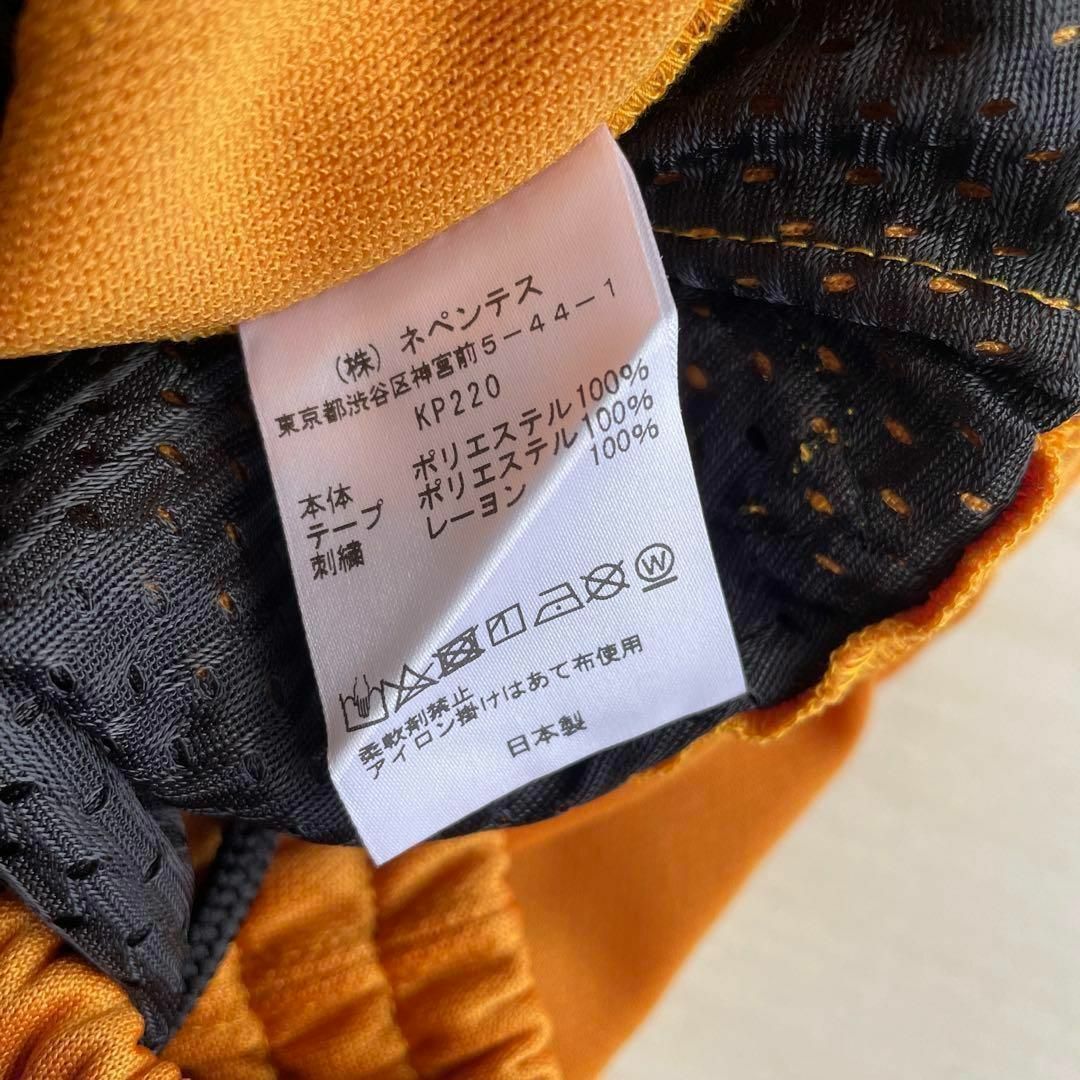 （株）ネペンテス
東京都渋谷区神宮前5-44-1
KP220
本体 ポリエステル100%
テープ ポリエステル100%
刺繍 レーヨン 100%
W
柔軟剤禁止
アイロン掛けはあて布使用
日本製